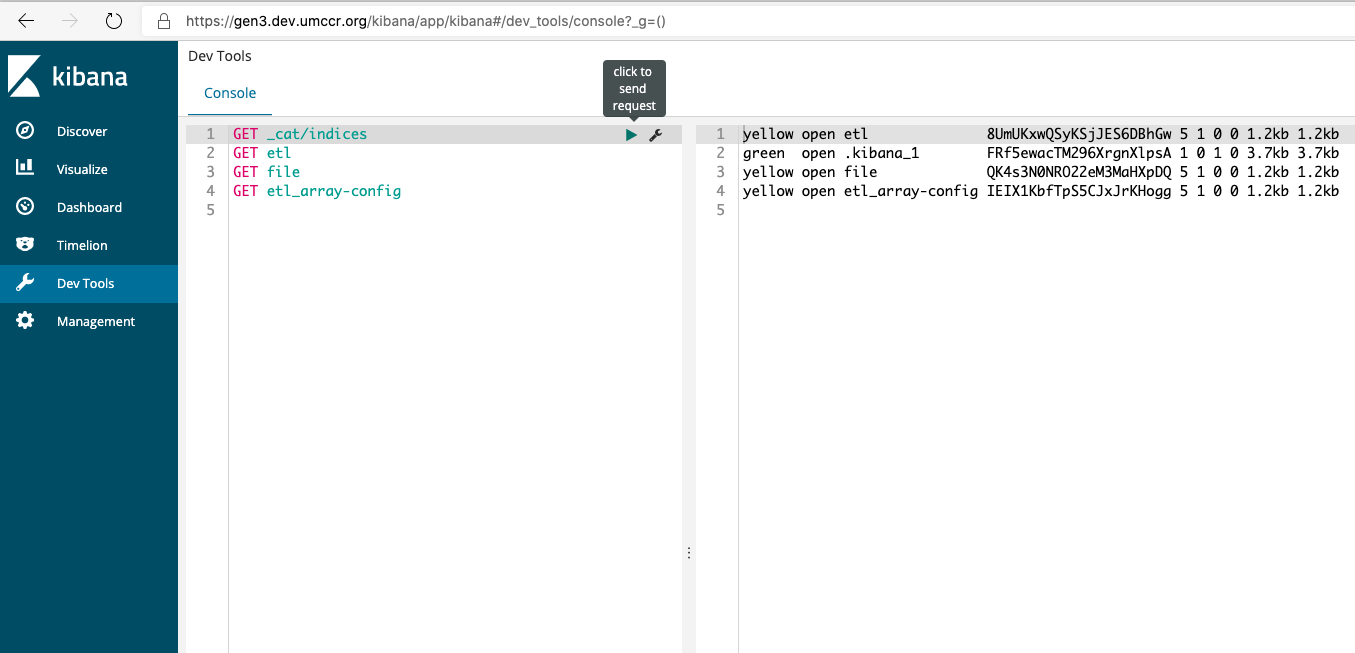 https://gen3.dev.umccr.org/kibana/app/kibana#/dev_tools/console?_g=()
kibana
Discover
Visualize
Dashboard
Timelion
Dev Tools
Management
Dev Tools
Console
click to
send
request
1 GET _cat/indices
2 GET etl
3 GET file
4 GET etl_array-config
5
1 yellow open etl 8UmUKxwQSyKSjJES6DBhGw 5 1 0 0 1.2kb 1.2kb
2 green open .kibana_1 FRf5ewacTM296XrgnXlpsA 1 0 1 0 3.7kb 3.7kb
3 yellow open file QK4s3N0NRO22eM3MaHXpDQ 5 1 0 0 1.2kb 1.2kb
4 yellow open etl_array-config IEIX1KbfTpS5CJxJrKHogg 5 1 0 0 1.2kb 1.2kb
5